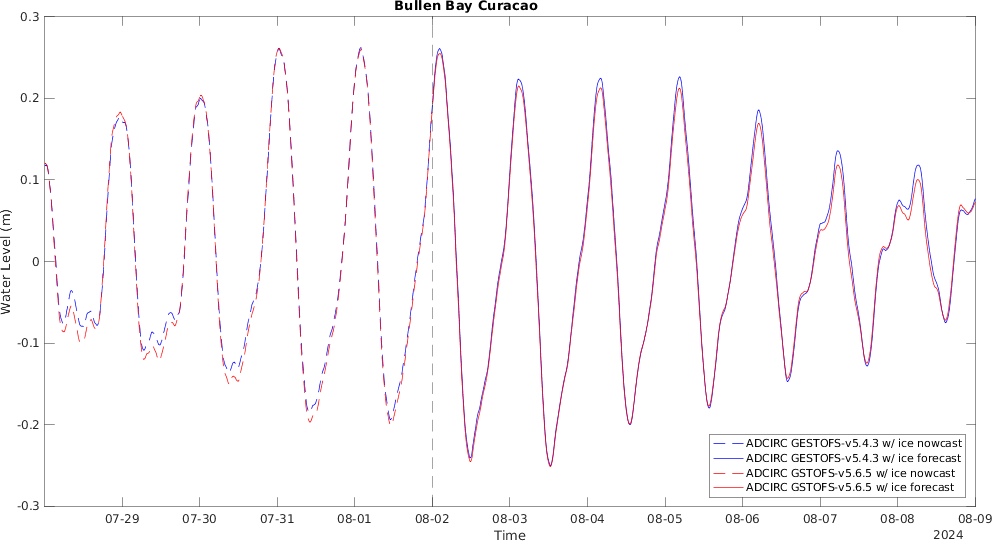 Bullen Bay Curacao
0.3
0.2
0.1
0
-0.1
-0.2
-0.3
Water Level (m)
ADCIRC GESTOFS-v5.4.3 w/ ice nowcast
ADCIRC GESTOFS-v5.4.3 w/ ice forecast
ADCIRC GSTOFS-v5.6.5 w/ ice nowcast
ADCIRC GSTOFS-v5.6.5 w/ ice forecast
07-29 07-30 07-31 08-01 08-02 08-03 08-04 08-05 08-06 08-07 08-08 08-09
Time
2024